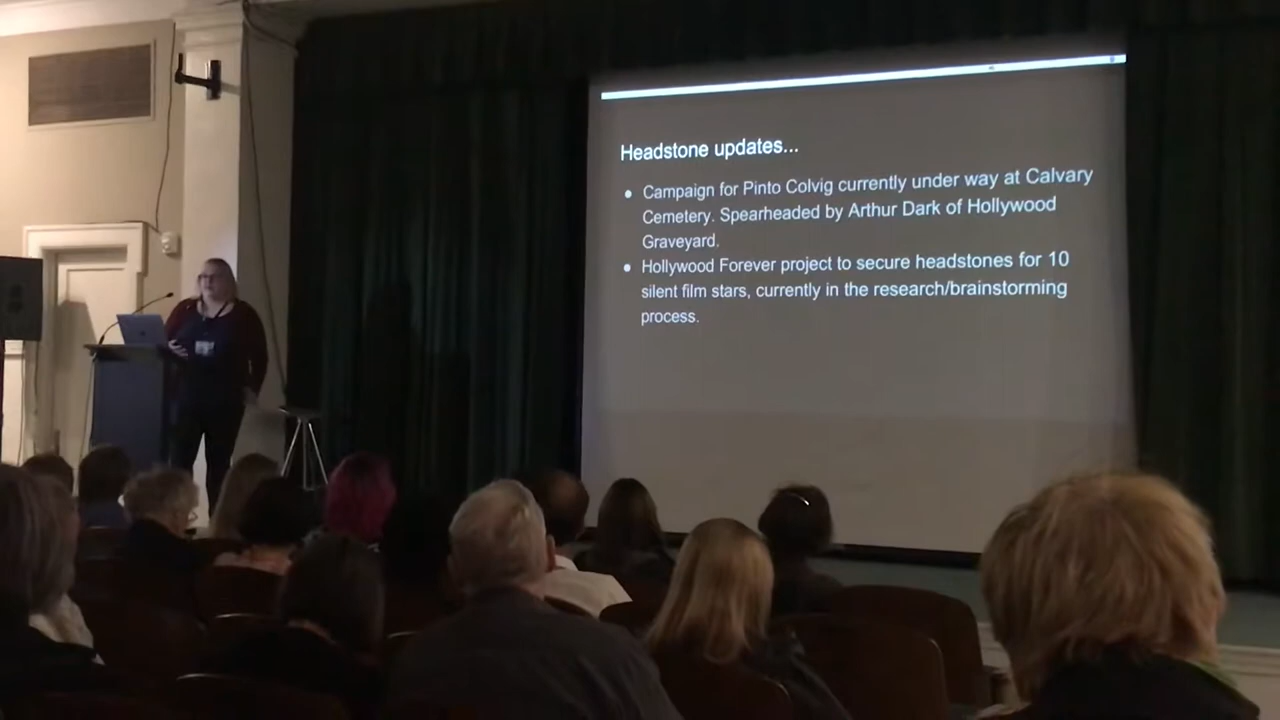 Headstone updates...
• Campaign for Pinto Colvig currently under way at Calvary
Cemetery. Spearheaded by Arthur Dark of Hollywood
Graveyard.
• Hollywood Forever project to secure headstones for 10
silent film stars, currently in the research/brainstorming
process.